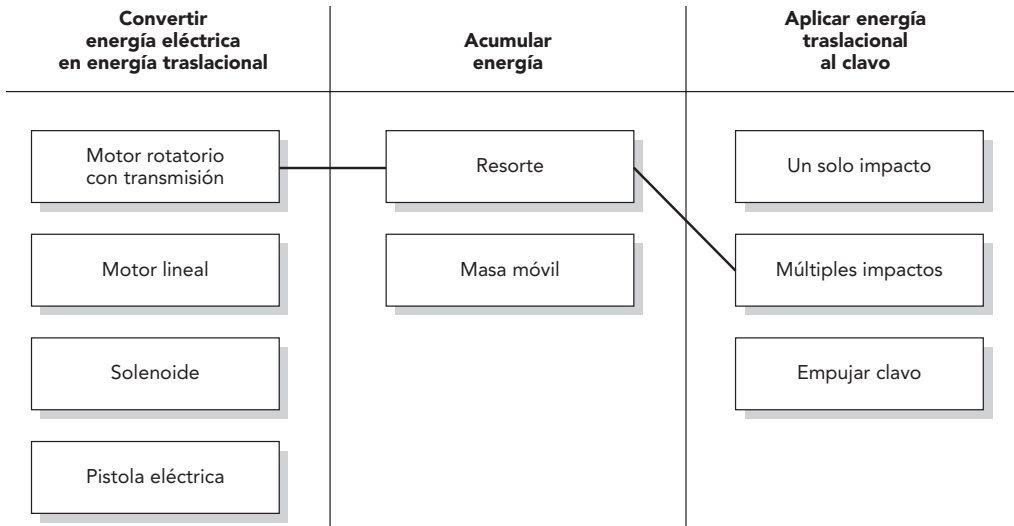 Convertir
energía eléctrica
en energía traslacional
Acumular
energía
Aplicar energía
traslacional
al clavo
Motor rotatorio
con transmisión
Resorte
Un solo impacto
Motor lineal
Masa móvil
Múltiples impactos
Solenoide
Empujar clavo
Pistola eléctrica